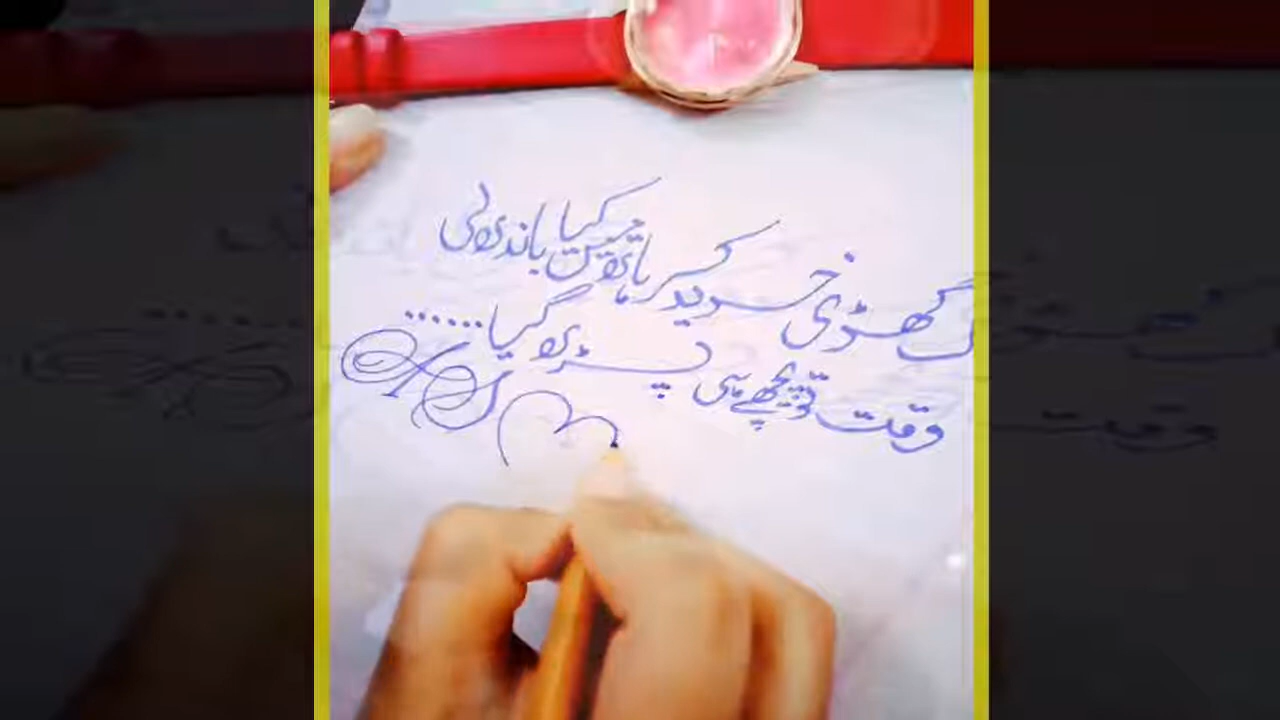 گھڑی خرید کر ہاتھ میں کیا باندھ لی
وقت تو پیچھے ہی پڑ گیا......